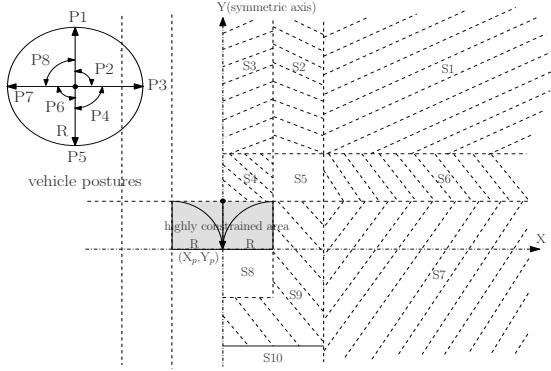 Y(symmetric axis)
P1
P8
P2
P7
P3
P6
P4
R
P5
vehicle postures
S3
S2
S1
S4
S5
S6
highly constrained area
R
R
(Xp,Yp)
X
S8
S7
S9
S10